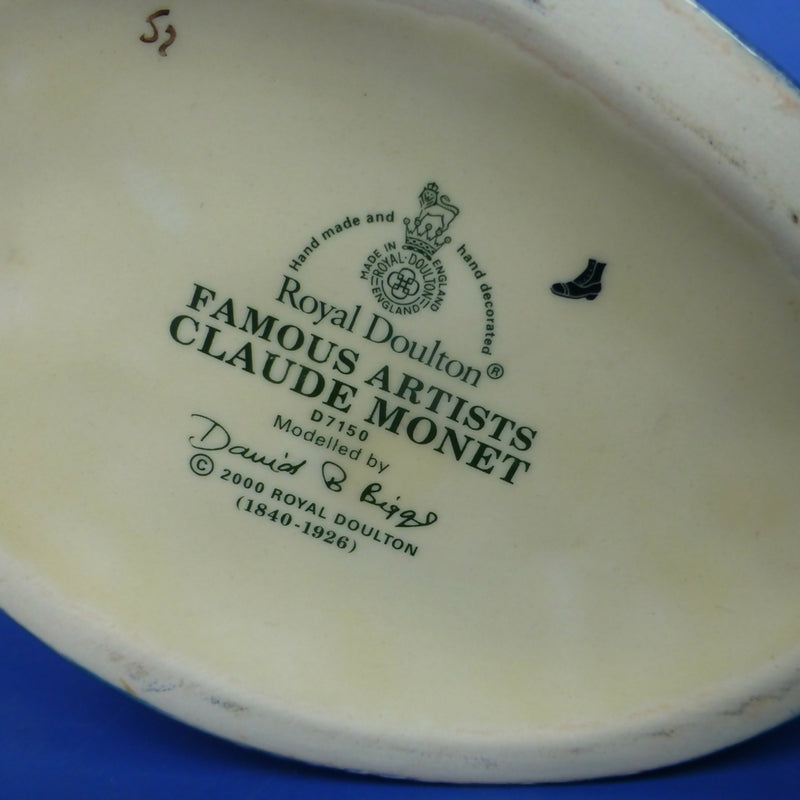 Hand made and hand decorated
MADE IN ENGLAND
ROYAL·DOULTON
ENGLAND
Royal Doulton ®
FAMOUS ARTISTS
CLAUDE MONET
D7150
Modelled by
David B Biggs
© 2000 ROYAL DOULTON
(1840-1926)